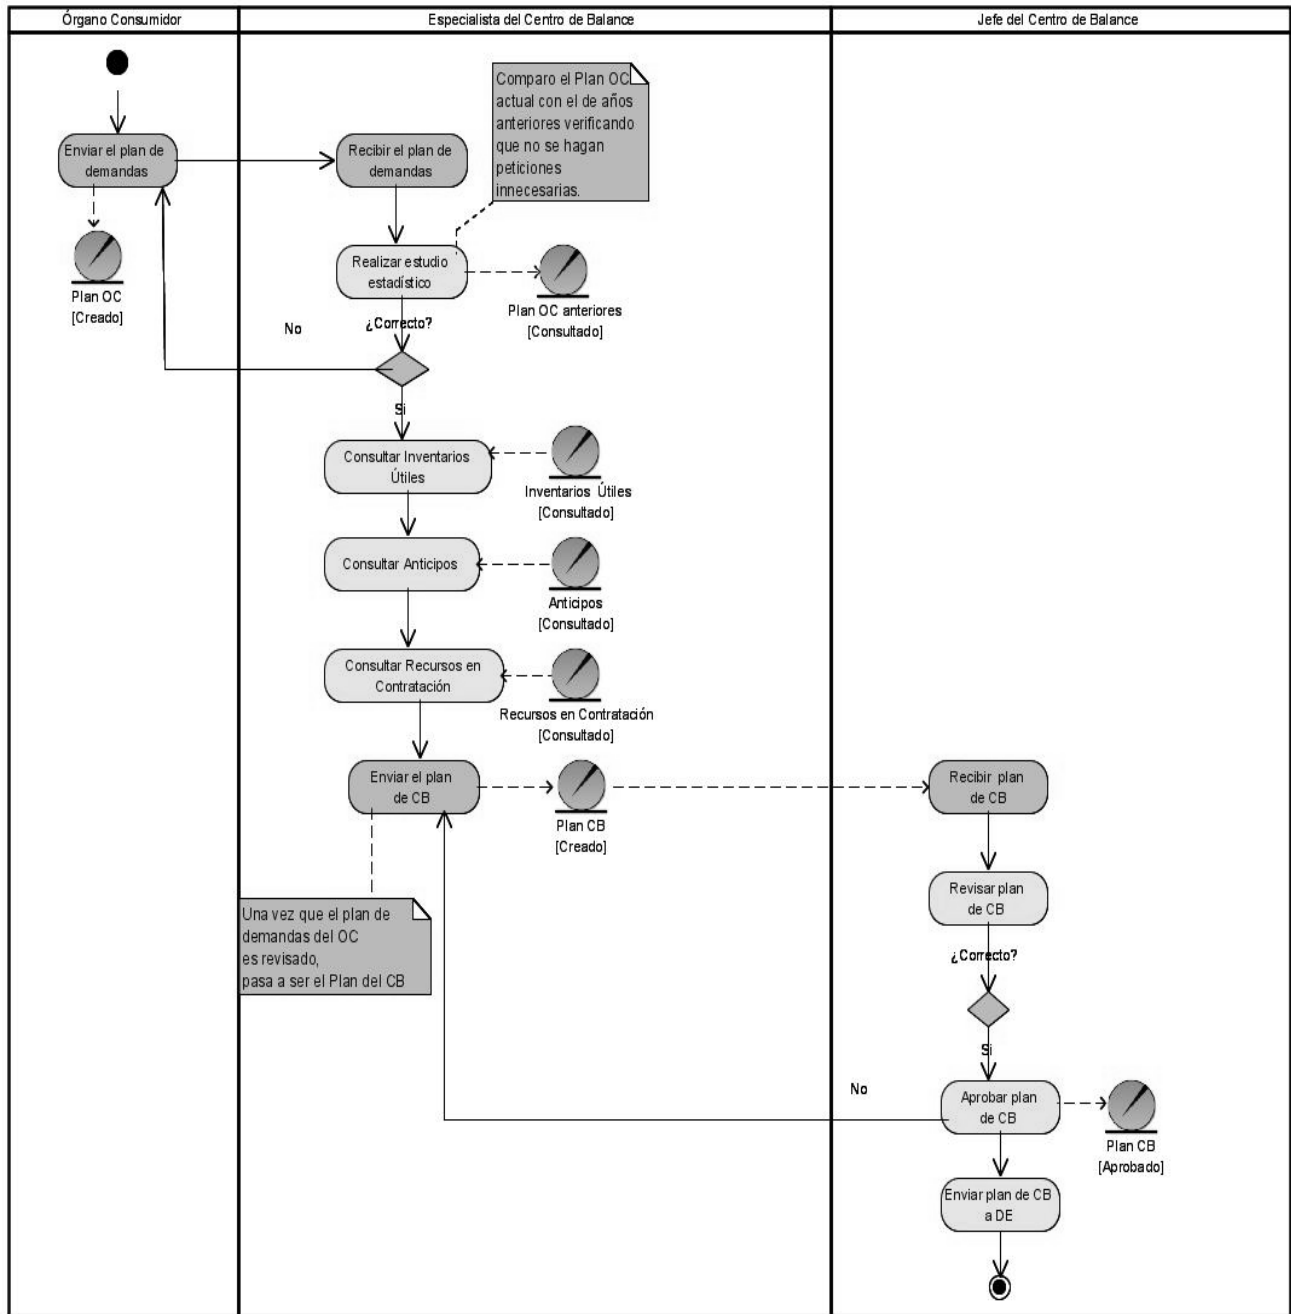 Órgano Consumidor
Especialista del Centro de Balance
Jefe del Centro de Balance
Comparo el Plan OC
actual con el de años
anteriores verificando
que no se hagan
peticiones
innecesarias.
Enviar el plan de
demandas
Recibir el plan de
demandas
Realizar estudio
estadístico
Plan OC
[Creado]
Plan OC anteriores
[Consultado]
No
¿Correcto?
Si
Consultar Inventarios
Útiles
Inventarios Útiles
[Consultado]
Consultar Anticipos
Anticipos
[Consultado]
Consultar Recursos en
Contratación
Recursos en Contratación
[Consultado]
Enviar el plan
de CB
Plan CB
[Creado]
Recibir plan
de CB
Revisar plan
de CB
Una vez que el plan de
demandas del OC
es revisado,
pasa a ser el Plan del CB
¿Correcto?
Si
No
Aprobar plan
de CB
Plan CB
[Aprobado]
Enviar plan de CB
a DE